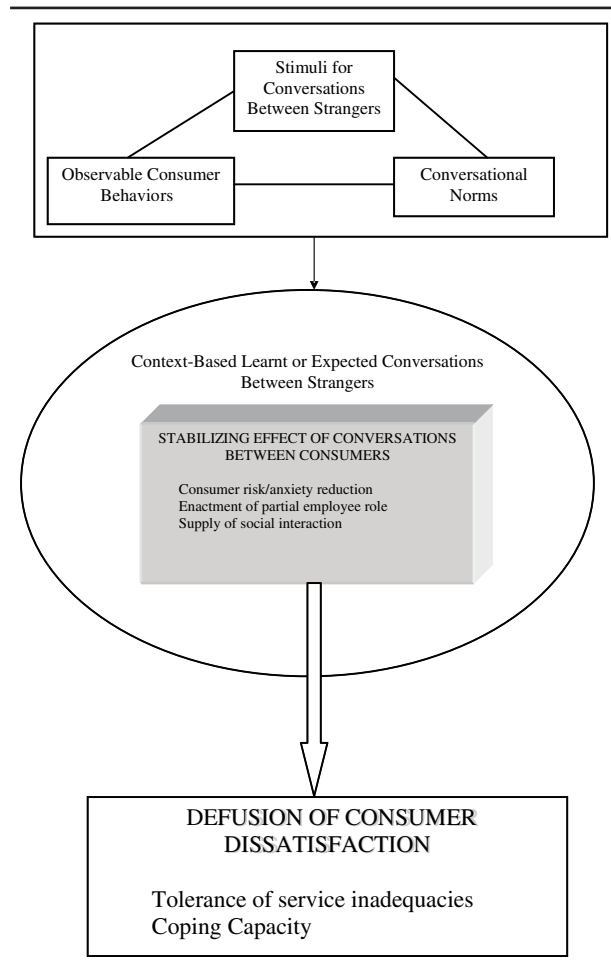 Stimuli for
Conversations
Between Strangers
Observable Consumer
Behaviors
Conversational
Norms
Context-Based Learnt or Expected Conversations
Between Strangers
STABILIZING EFFECT OF CONVERSATIONS
BETWEEN CONSUMERS
Consumer risk/anxiety reduction
Enactment of partial employee role
Supply of social interaction
DEFUSION OF CONSUMER
DISSATISFACTION
Tolerance of service inadequacies
Coping Capacity